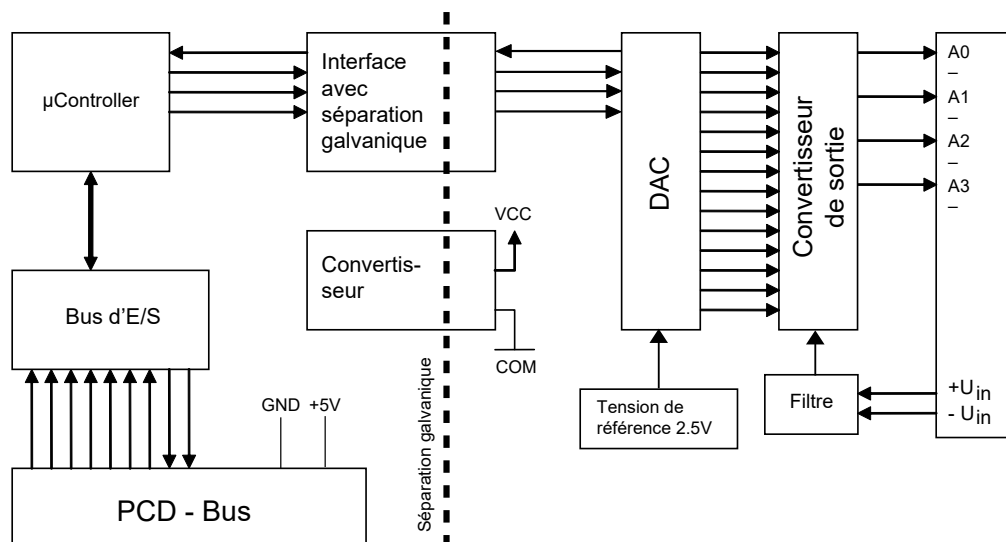 µController
Interface
avec
séparation
galvanique
DAC
Convertisseur
de sortie
A0
–
A1
–
A2
–
A3
–
VCC
Convertis-
seur
COM
Bus d'E/S
GND +5V
Séparation galvanique
Tension de
référence 2.5V
Filtre
+Uin
- Uin
PCD - Bus